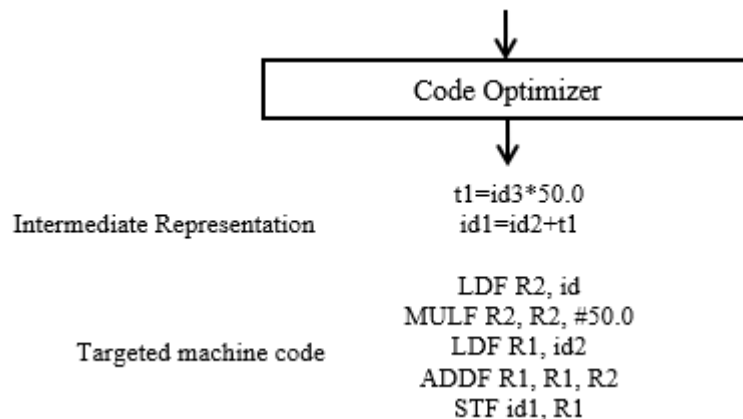 Code Optimizer
t1=id3*50.0
Intermediate Representation
id1=id2+t1
LDF R2, id
MULF R2, R2, #50.0
LDF R1, id2
Targeted machine code
ADDF R1, R1, R2
STF id1, R1